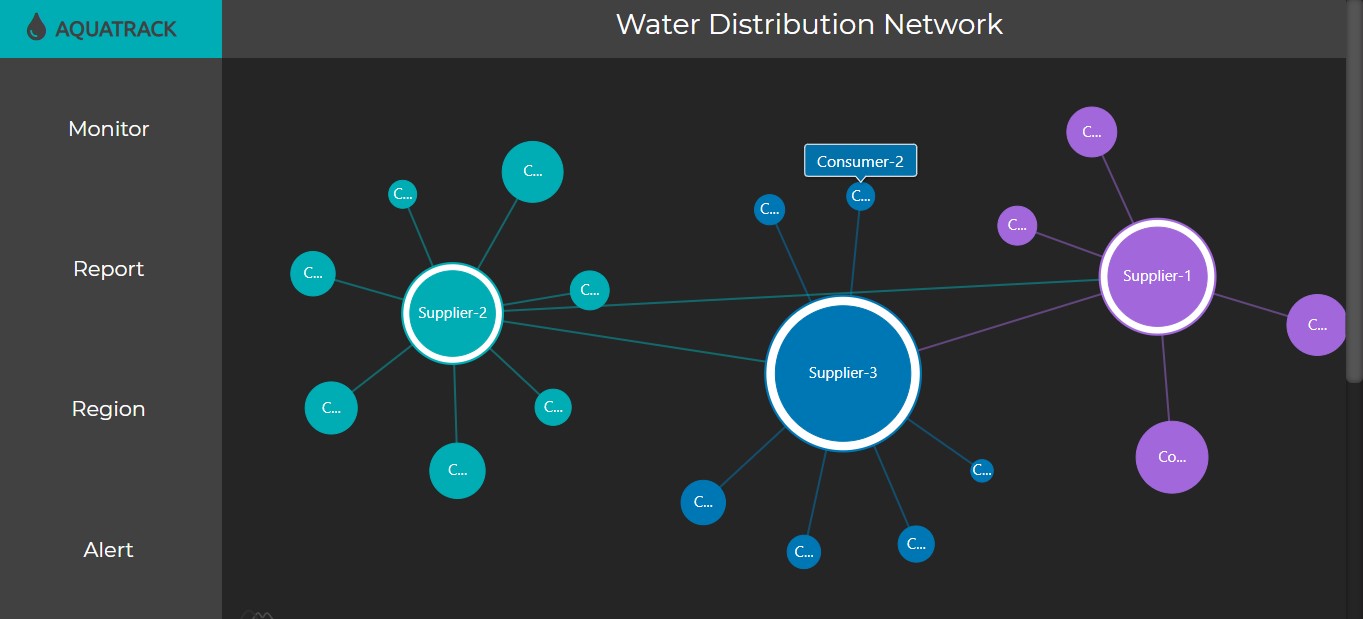 AQUATRACK
Water Distribution Network
Monitor
Report
Region
Alert
C...
C...
C...
C...
Supplier-2
C...
C...
C...
Consumer-2
C...
C...
Supplier-3
C...
C...
C...
C...
C...
C...
Supplier-1
C...
Co...